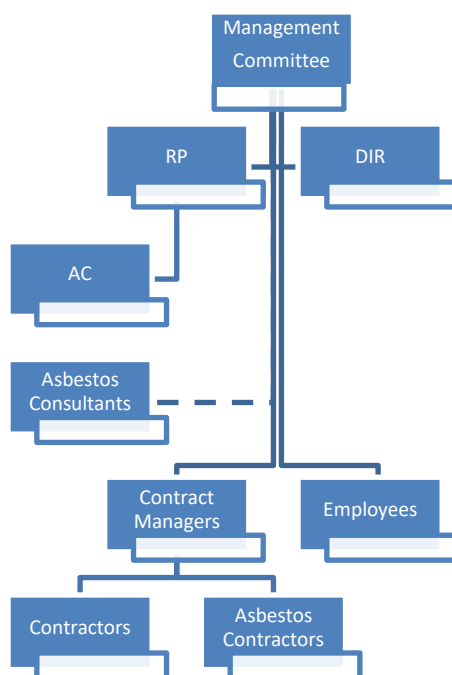 Management
Committee
RP
DIR
AC
Asbestos
Consultants
Contract
Managers
Employees
Contractors
Asbestos
Contractors